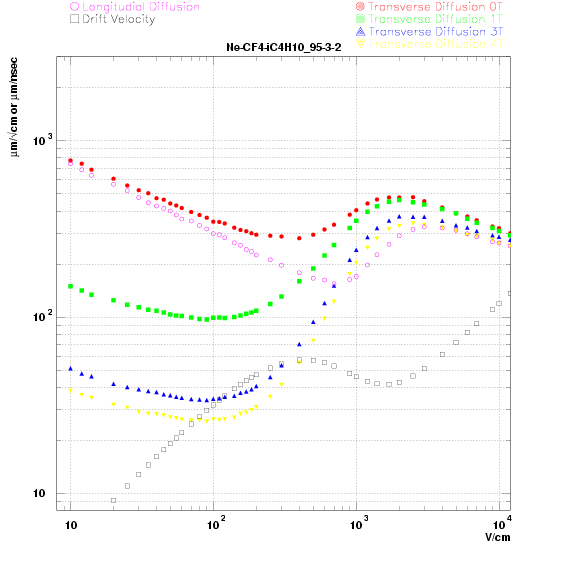 Longitudial Diffusion
Drift Velocity
Transverse Diffusion 0T
Transverse Diffusion 1T
Transverse Diffusion 3T
Transverse Diffusion 4T
Ne-CF4-iC4H10_95-3-2
μm/√cm or μm/nsec
10³
10²
10
10
10²
10³
10⁴
V/cm